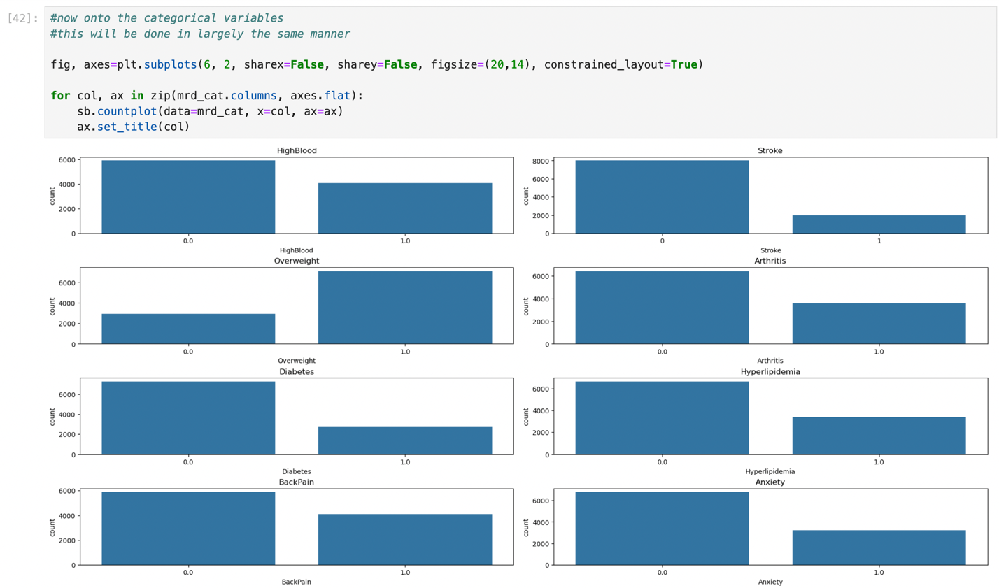 [42]: #now onto the categorical variables
#this will be done in largely the same manner
fig, axes=plt.subplots(6, 2, sharex=False, sharey=False, figsize=(20,14), constrained_layout=True)
for col, ax in zip(mrd_cat.columns, axes.flat):
    sb.countplot(data=mrd_cat, x=col, ax=ax)
    ax.set_title(col)
HighBlood
6000
4000
2000
0
count
0.0 1.0
HighBlood
Stroke
8000
6000
4000
2000
0
count
0 1
Stroke
Overweight
6000
4000
2000
0
count
0.0 1.0
Overweight
Arthritis
6000
4000
2000
0
count
0.0 1.0
Arthritis
Diabetes
6000
4000
2000
0
count
0.0 1.0
Diabetes
Hyperlipidemia
6000
4000
2000
0
count
0.0 1.0
Hyperlipidemia
BackPain
6000
4000
2000
0
count
0.0 1.0
BackPain
Anxiety
6000
4000
2000
0
count
0.0 1.0
Anxiety